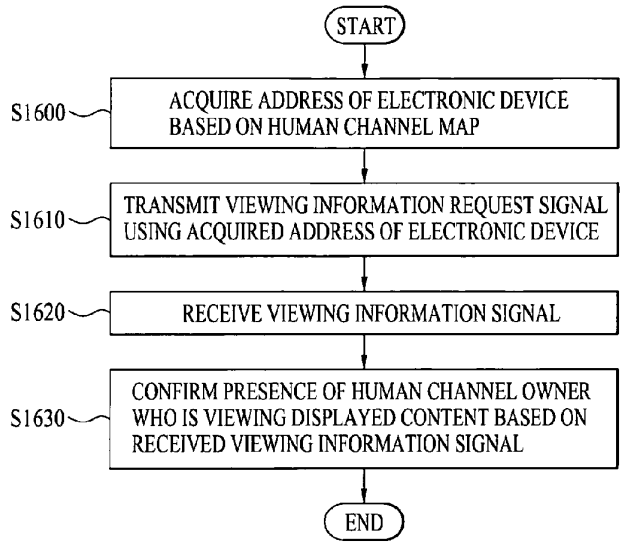 START
S1600
ACQUIRE ADDRESS OF ELECTRONIC DEVICE
BASED ON HUMAN CHANNEL MAP
S1610
TRANSMIT VIEWING INFORMATION REQUEST SIGNAL
USING ACQUIRED ADDRESS OF ELECTRONIC DEVICE
S1620
RECEIVE VIEWING INFORMATION SIGNAL
S1630
CONFIRM PRESENCE OF HUMAN CHANNEL OWNER
WHO IS VIEWING DISPLAYED CONTENT BASED ON
RECEIVED VIEWING INFORMATION SIGNAL
END